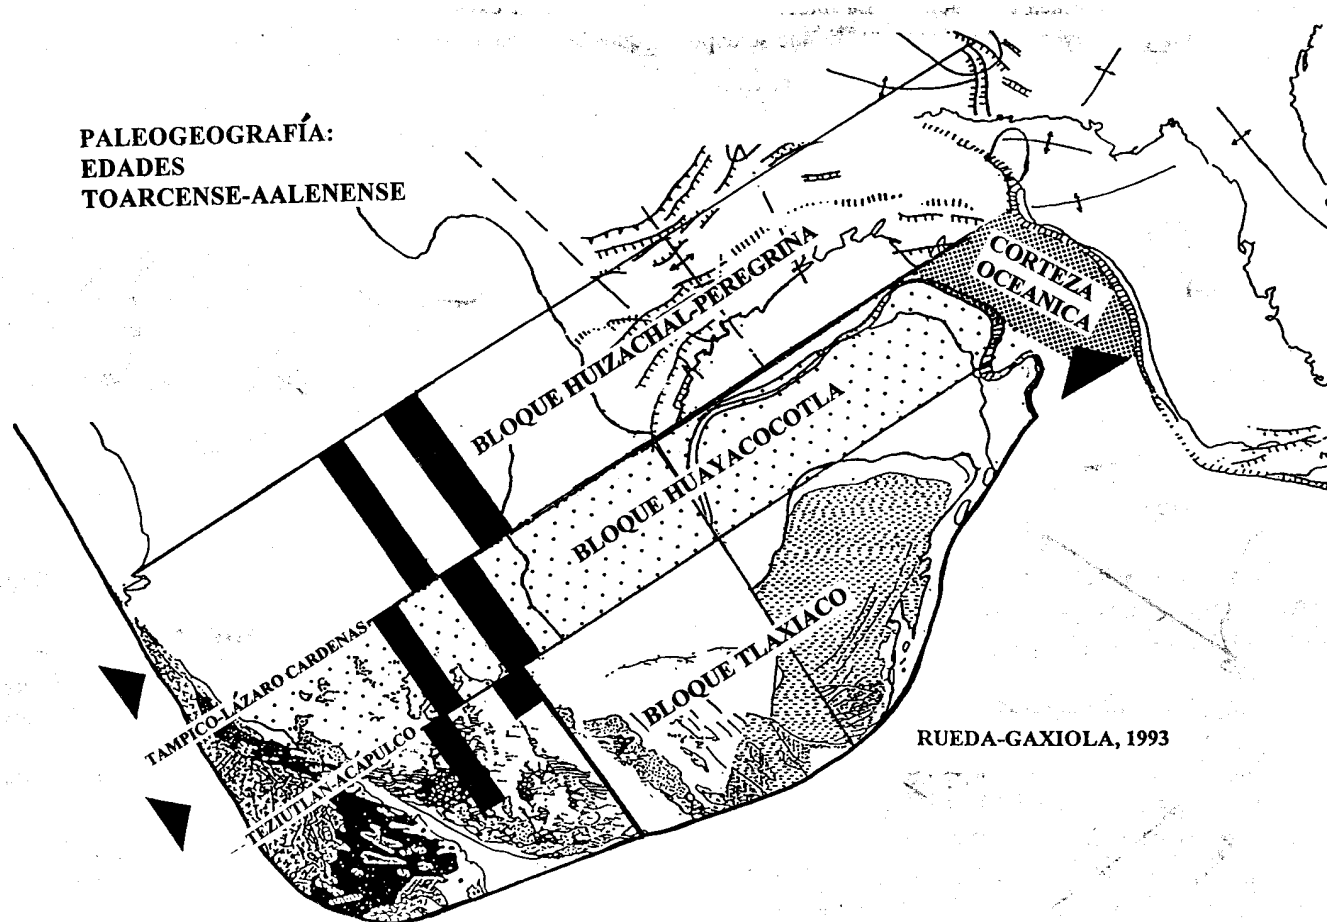 PALEOGEOGRAFÍA:
EDADES
TOARCENSE-AALENENSE
CORTEZA
OCEANICA
BLOQUE HUIZACHAL-PEREGRINA
BLOQUE HUAYACOCOTLA
BLOQUE TLAXIACO
TAMPICO-LÁZARO CARDENAS
TEZIUTLAN-ACAPULCO
RUEDA-GAXIOLA, 1993